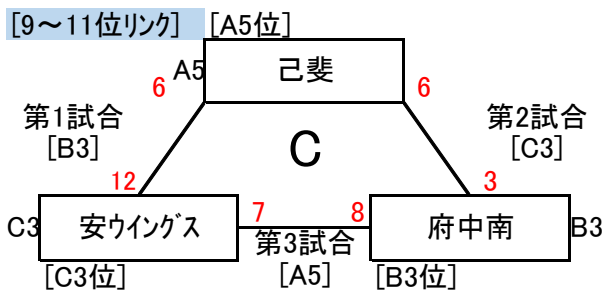 [9～11位リンク] [A5位]
A5 己斐
6 6
第1試合 第2試合
[B3] [C3]
C
12 3
C3 安ウイングス 7 8 府中南 B3
第3試合
[C3位] [A5] [B3位]